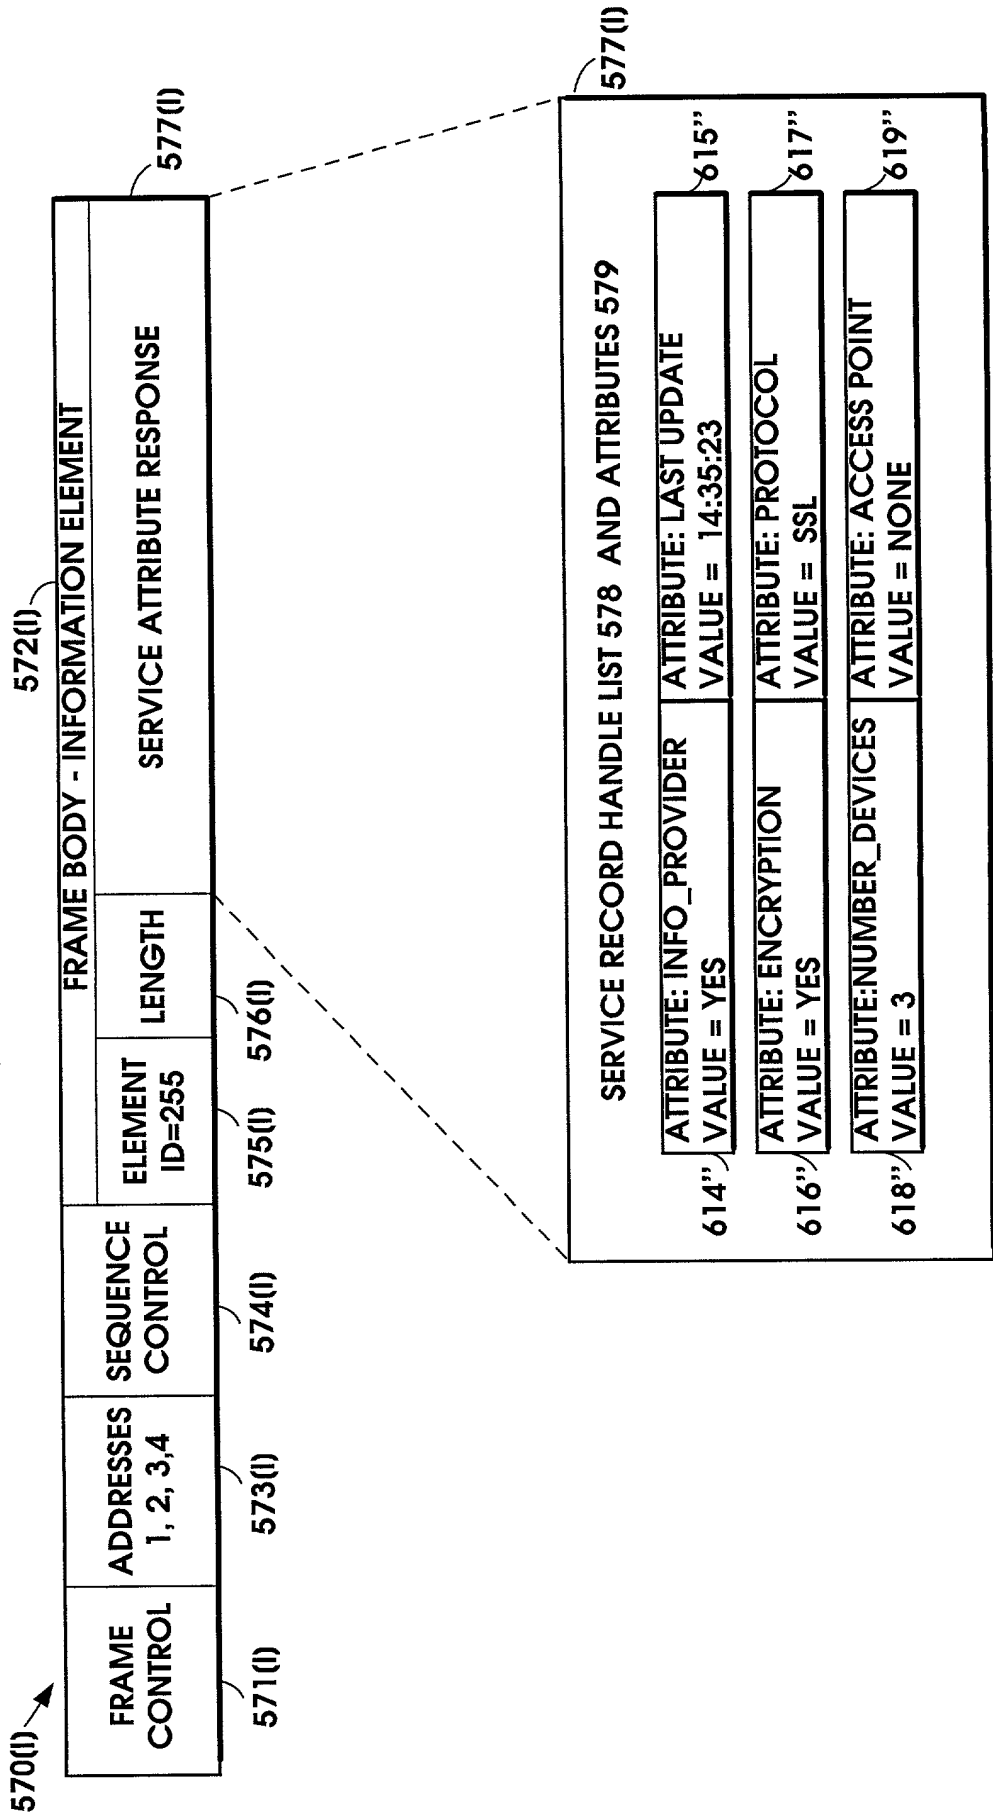 570(I)
572(I)
FRAME BODY - INFORMATION ELEMENT
FRAME
CONTROL
ADDRESSES
1, 2, 3,4
SEQUENCE
CONTROL
ELEMENT
ID=255
LENGTH
SERVICE ATTRIBUTE RESPONSE
571(I)
573(I)
574(I)
575(I)
576(I)
577(I)
577(I)
SERVICE RECORD HANDLE LIST 578 AND ATTRIBUTES 579
614”
ATTRIBUTE: INFO_PROVIDER
VALUE = YES
ATTRIBUTE: LAST UPDATE
VALUE = 14:35:23
615”
616”
ATTRIBUTE: ENCRYPTION
VALUE = YES
ATTRIBUTE: PROTOCOL
VALUE = SSL
617”
618”
ATTRIBUTE:NUMBER_DEVICES
VALUE = 3
ATTRIBUTE: ACCESS POINT
VALUE = NONE
619”